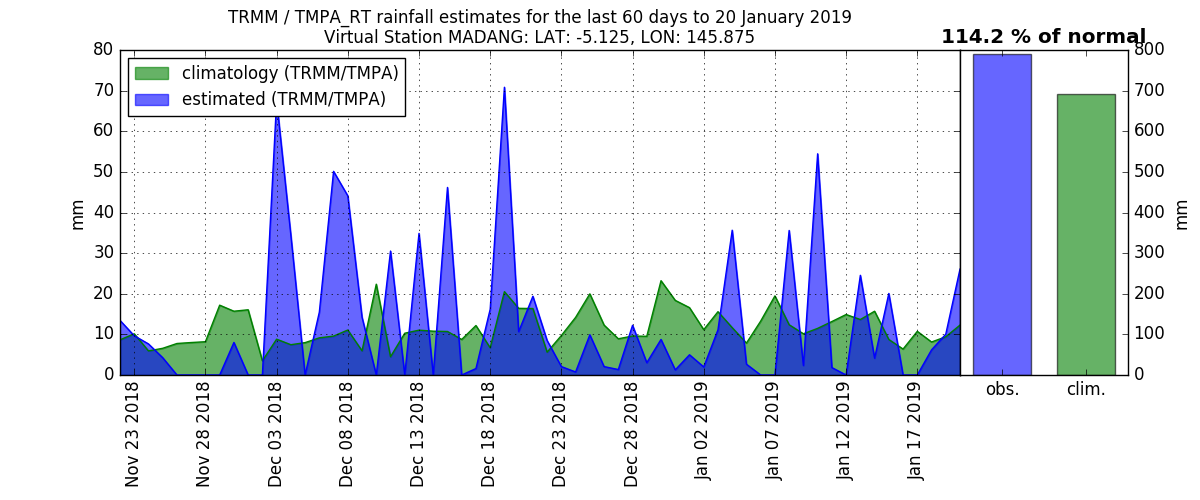 TRMM / TMPA_RT rainfall estimates for the last 60 days to 20 January 2019
Virtual Station MADANG: LAT: -5.125, LON: 145.875
114.2 % of normal
climatology (TRMM/TMPA)
estimated (TRMM/TMPA)
mm
80
70
60
50
40
30
20
10
0
Nov 23 2018
Nov 28 2018
Dec 03 2018
Dec 08 2018
Dec 13 2018
Dec 18 2018
Dec 23 2018
Dec 28 2018
Jan 02 2019
Jan 07 2019
Jan 12 2019
Jan 17 2019
obs.
clim.
800
700
600
500
400
300
200
100
0
mm